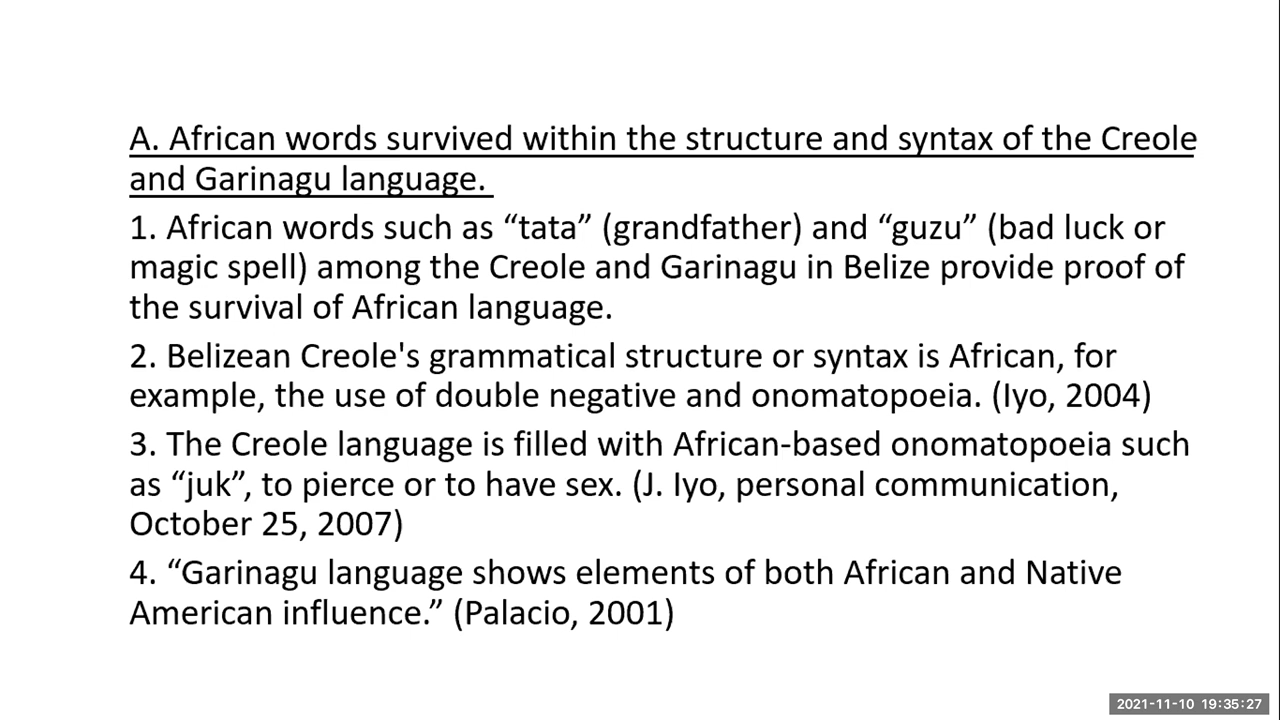 A. African words survived within the structure and syntax of the Creole
and Garinagu language.
1. African words such as “tata” (grandfather) and “guzu” (bad luck or
magic spell) among the Creole and Garinagu in Belize provide proof of
the survival of African language.
2. Belizean Creole's grammatical structure or syntax is African, for
example, the use of double negative and onomatopoeia. (Iyo, 2004)
3. The Creole language is filled with African-based onomatopoeia such
as “juk”, to pierce or to have sex. (J. Iyo, personal communication,
October 25, 2007)
4. “Garinagu language shows elements of both African and Native
American influence.” (Palacio, 2001)
2021-11-10 19:35:27